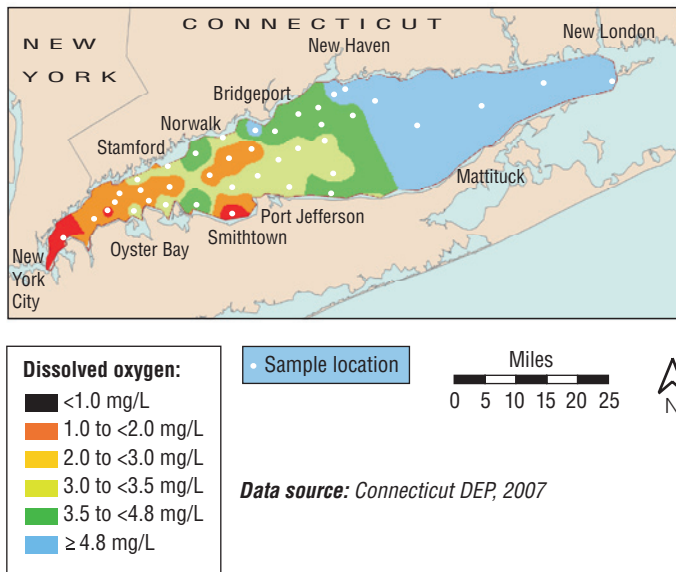 CONNECTICUT
NEW
YORK
New London
New Haven
Bridgeport
Norwalk
Stamford
Mattituck
Port Jefferson
Smithtown
Oyster Bay
New
York
City
Dissolved oxygen:
<1.0 mg/L
1.0 to <2.0 mg/L
2.0 to <3.0 mg/L
3.0 to <3.5 mg/L
3.5 to <4.8 mg/L
≥ 4.8 mg/L
Sample location
Miles
0 5 10 15 20 25
N
Data source: Connecticut DEP, 2007